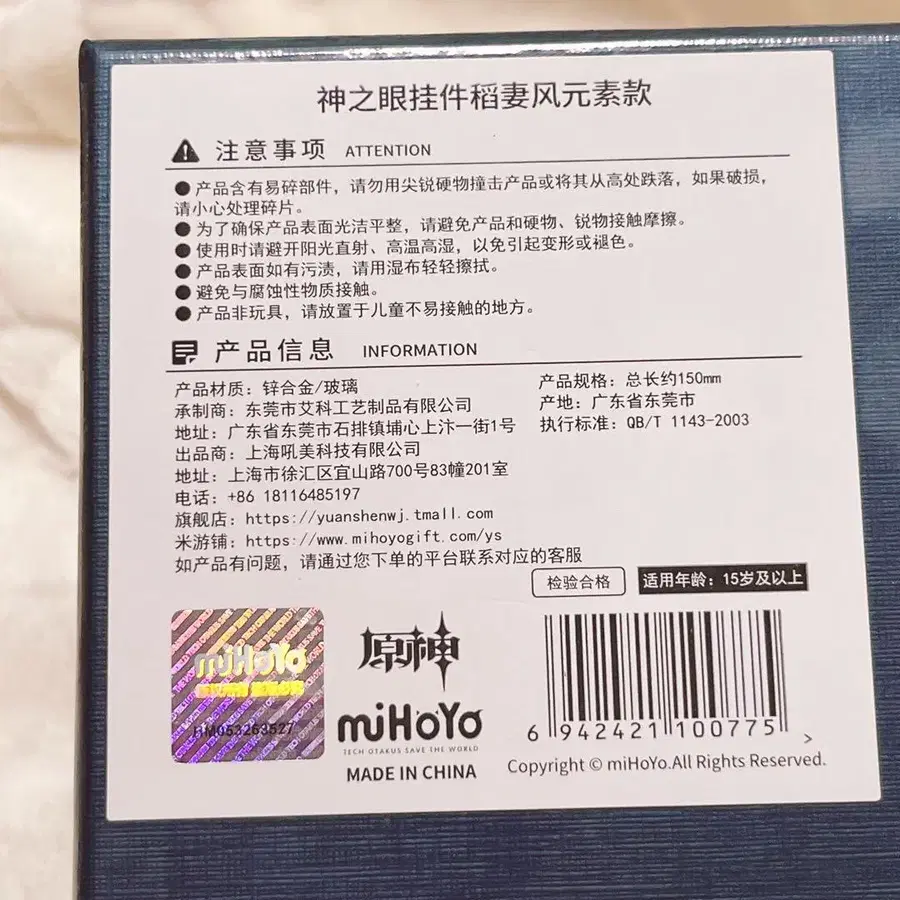 神之眼挂件稻妻风元素款
注意事项 ATTENTION
●产品含有易碎部件，请勿用尖锐硬物撞击产品或将其从高处跌落，如果破损，
请小心处理碎片。
●为了确保产品表面光洁平整，请避免产品和硬物、锐物接触摩擦。
●使用时请避开阳光直射、高温高湿，以免引起变形或褪色。
●产品表面如有污渍，请用湿布轻轻擦拭。
●避免与腐蚀性物质接触。
●产品非玩具，请放置于儿童不易接触的地方。
产品信息 INFORMATION
产品材质：锌合金/玻璃
产品规格：总长约150mm
承制商：东莞市艾科工艺制品有限公司
产地：广东省东莞市
地址：广东省东莞市石排镇埔心上汴一街1号
执行标准：QB/T 1143-2003
出品商：上海吼美科技有限公司
地址：上海市徐汇区宜山路700号83幢201室
电话：+86 18116485197
旗舰店：https://yuanshenwj.tmall.com
米游铺：https://www.mihoyogift.com/ys
如产品有问题，请通过您下单的平台联系对应的客服
检验合格
适用年龄：15岁及以上
miHoYo
HM053263527
原神
miHoYo
TECH OTAKUS SAVE THE WORLD
MADE IN CHINA
6 942421 100775 >
Copyright © miHoYo.All Rights Reserved.